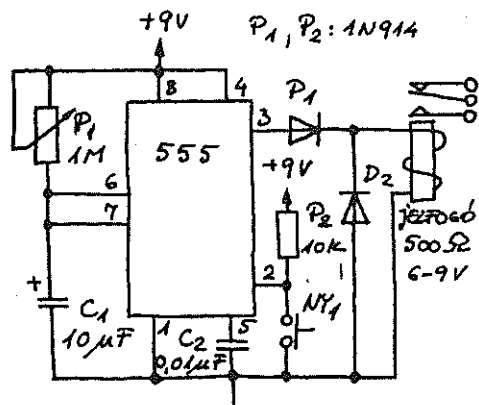 +9V
P₁, P₂: 1N914
8
4
3
P₁
P₁
1M
555
+9V
6
7
P₂
10K
D₂
JELFOGÓ
500Ω
6-9V
2
NY₁
+
C₁
10µF
1
C₂
5
0,01µF